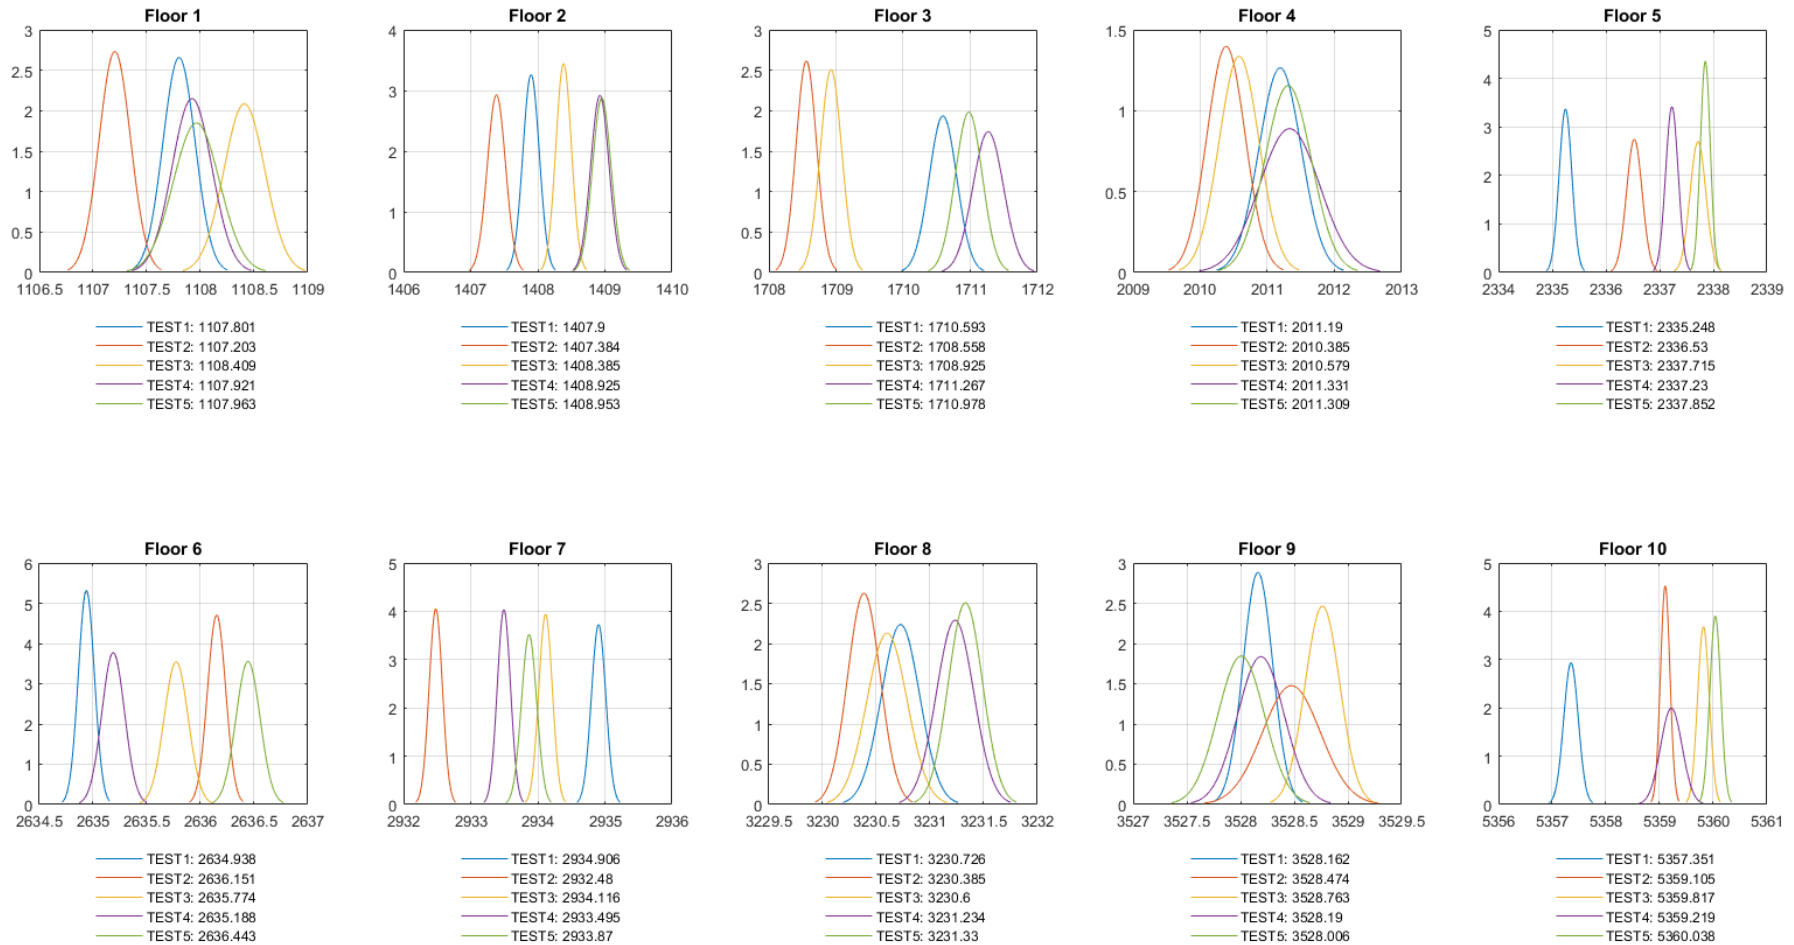 Floor 1
3
2.5
2
1.5
1
0.5
0
1106.5 1107 1107.5 1108 1108.5 1109
TEST1: 1107.801
TEST2: 1107.203
TEST3: 1108.409
TEST4: 1107.921
TEST5: 1107.963
Floor 2
4
3
2
1
0
1406 1407 1408 1409 1410
TEST1: 1407.9
TEST2: 1407.384
TEST3: 1408.385
TEST4: 1408.925
TEST5: 1408.953
Floor 3
3
2.5
2
1.5
1
0.5
0
1708 1709 1710 1711 1712
TEST1: 1710.593
TEST2: 1708.558
TEST3: 1708.925
TEST4: 1711.267
TEST5: 1710.978
Floor 4
1.5
1
0.5
0
2009 2010 2011 2012 2013
TEST1: 2011.19
TEST2: 2010.385
TEST3: 2010.579
TEST4: 2011.331
TEST5: 2011.309
Floor 5
5
4
3
2
1
0
2334 2335 2336 2337 2338 2339
TEST1: 2335.248
TEST2: 2336.53
TEST3: 2337.715
TEST4: 2337.23
TEST5: 2337.852
Floor 6
6
5
4
3
2
1
0
2634.5 2635 2635.5 2636 2636.5 2637
TEST1: 2634.938
TEST2: 2636.151
TEST3: 2635.774
TEST4: 2635.188
TEST5: 2636.443
Floor 7
5
4
3
2
1
0
2932 2933 2934 2935 2936
TEST1: 2934.906
TEST2: 2932.48
TEST3: 2934.116
TEST4: 2933.495
TEST5: 2933.87
Floor 8
3
2.5
2
1.5
1
0.5
0
3229.5 3230 3230.5 3231 3231.5 3232
TEST1: 3230.726
TEST2: 3230.385
TEST3: 3230.6
TEST4: 3231.234
TEST5: 3231.33
Floor 9
3
2.5
2
1.5
1
0.5
0
3527 3527.5 3528 3528.5 3529 3529.5
TEST1: 3528.162
TEST2: 3528.474
TEST3: 3528.763
TEST4: 3528.19
TEST5: 3528.006
Floor 10
5
4
3
2
1
0
5356 5357 5358 5359 5360 5361
TEST1: 5357.351
TEST2: 5359.105
TEST3: 5359.817
TEST4: 5359.219
TEST5: 5360.038